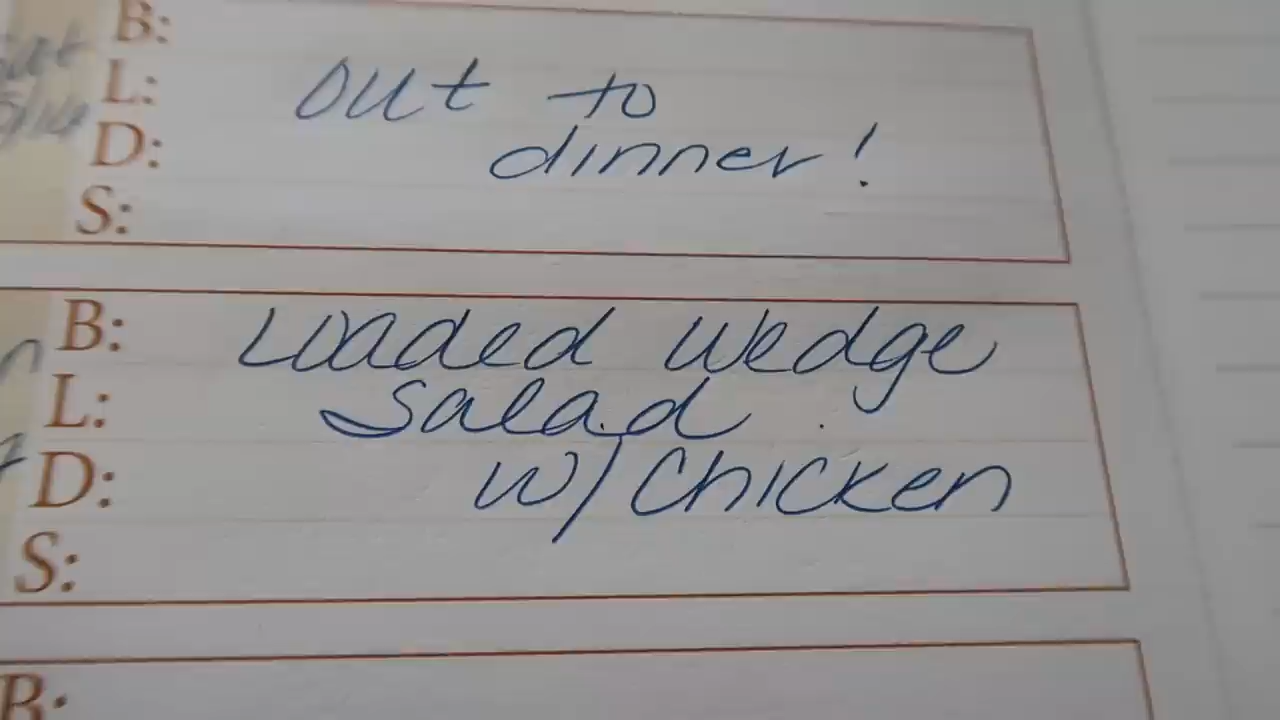 B:
L: out to
D: dinner!
S:
B: Loaded wedge
L: salad
D: w/ chicken
S:
B: